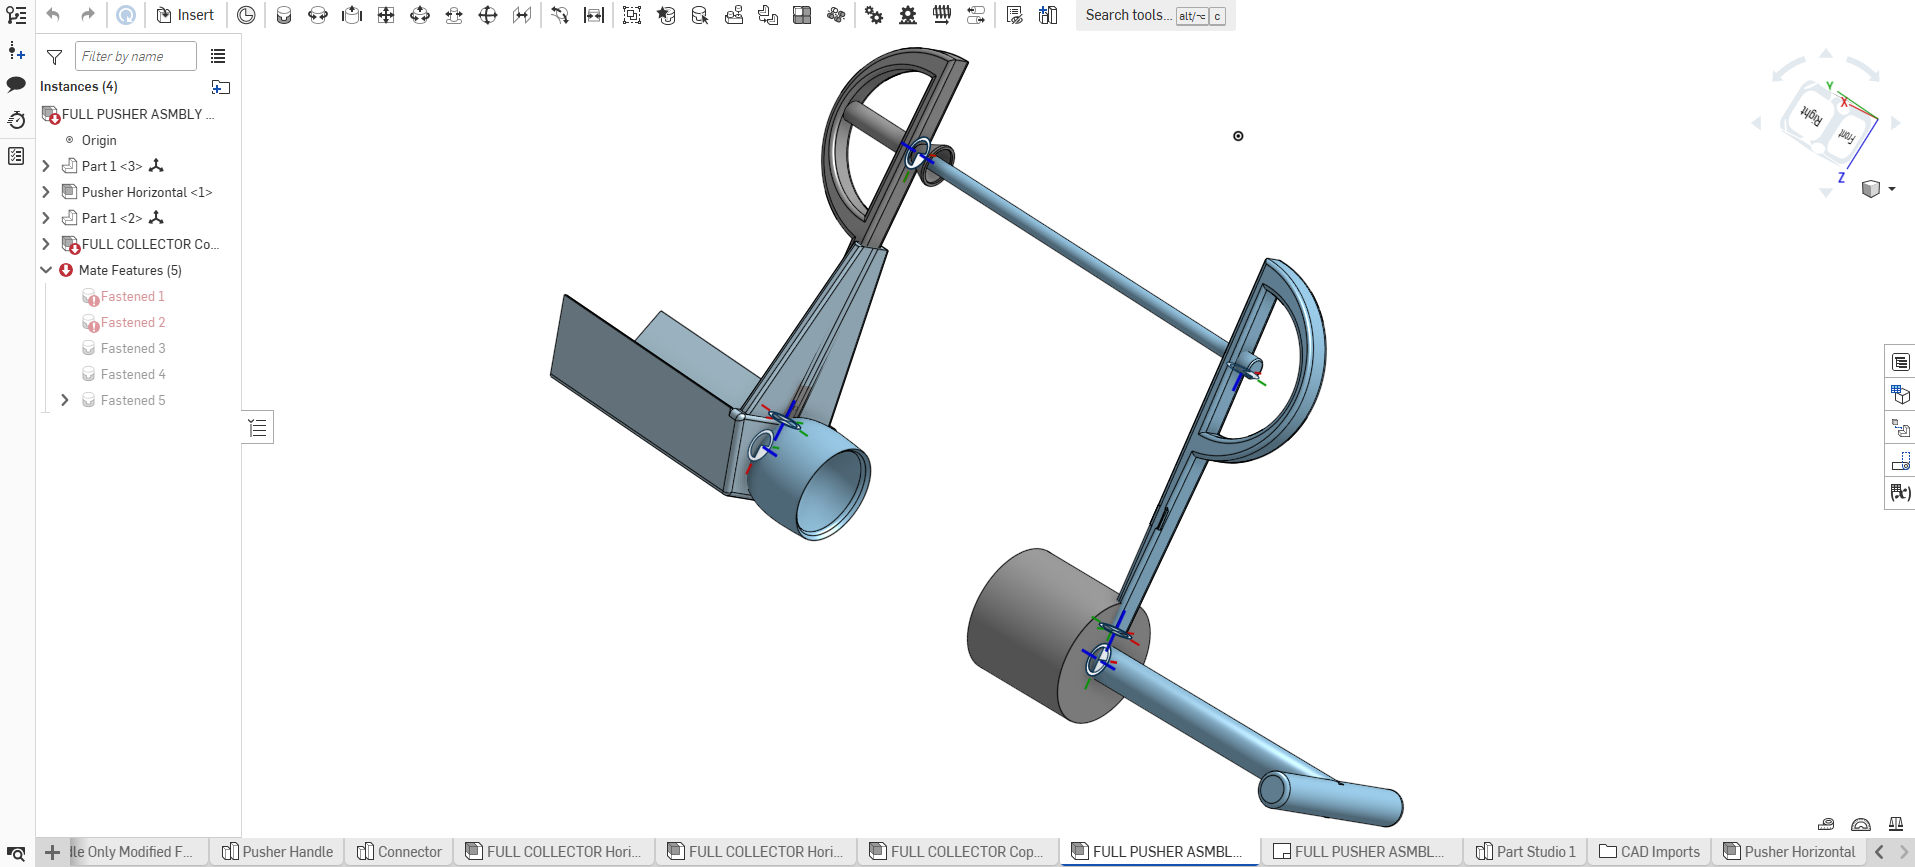 Insert
Search tools... alt/⌥ c
Filter by name
Instances (4)
FULL PUSHER ASMBLY ...
Origin
Part 1 <3>
Pusher Horizontal <1>
Part 1 <2>
FULL COLLECTOR Co...
Mate Features (5)
Fastened 1
Fastened 2
Fastened 3
Fastened 4
Fastened 5
Y
X
Right
Front
Z
(x)
dle Only Modified F...
Pusher Handle
Connector
FULL COLLECTOR Hori...
FULL COLLECTOR Hori...
FULL COLLECTOR Cop...
FULL PUSHER ASMBL...
FULL PUSHER ASMBL...
Part Studio 1
CAD Imports
Pusher Horizontal